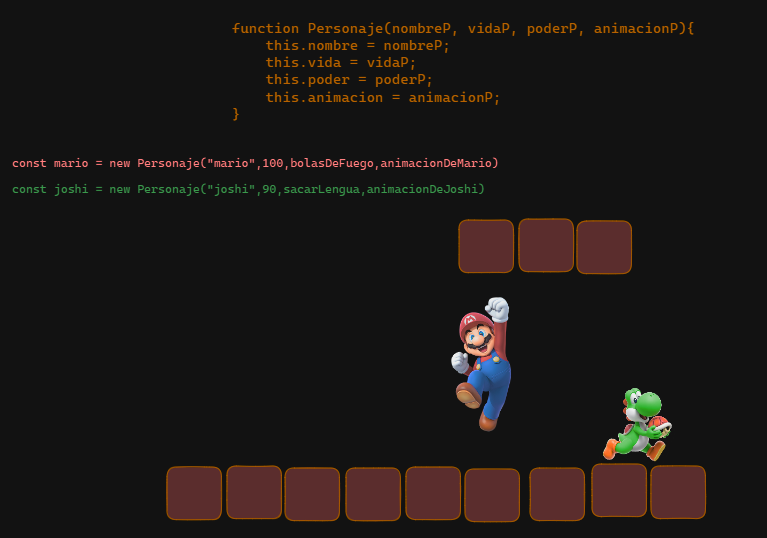 function Personaje(nombreP, vidaP, poderP, animacionP){
    this.nombre = nombreP;
    this.vida = vidaP;
    this.poder = poderP;
    this.animacion = animacionP;
}
const mario = new Personaje("mario",100,bolasDeFuego,animacionDeMario)
const joshi = new Personaje("joshi",90,sacarLengua,animacionDeJoshi)